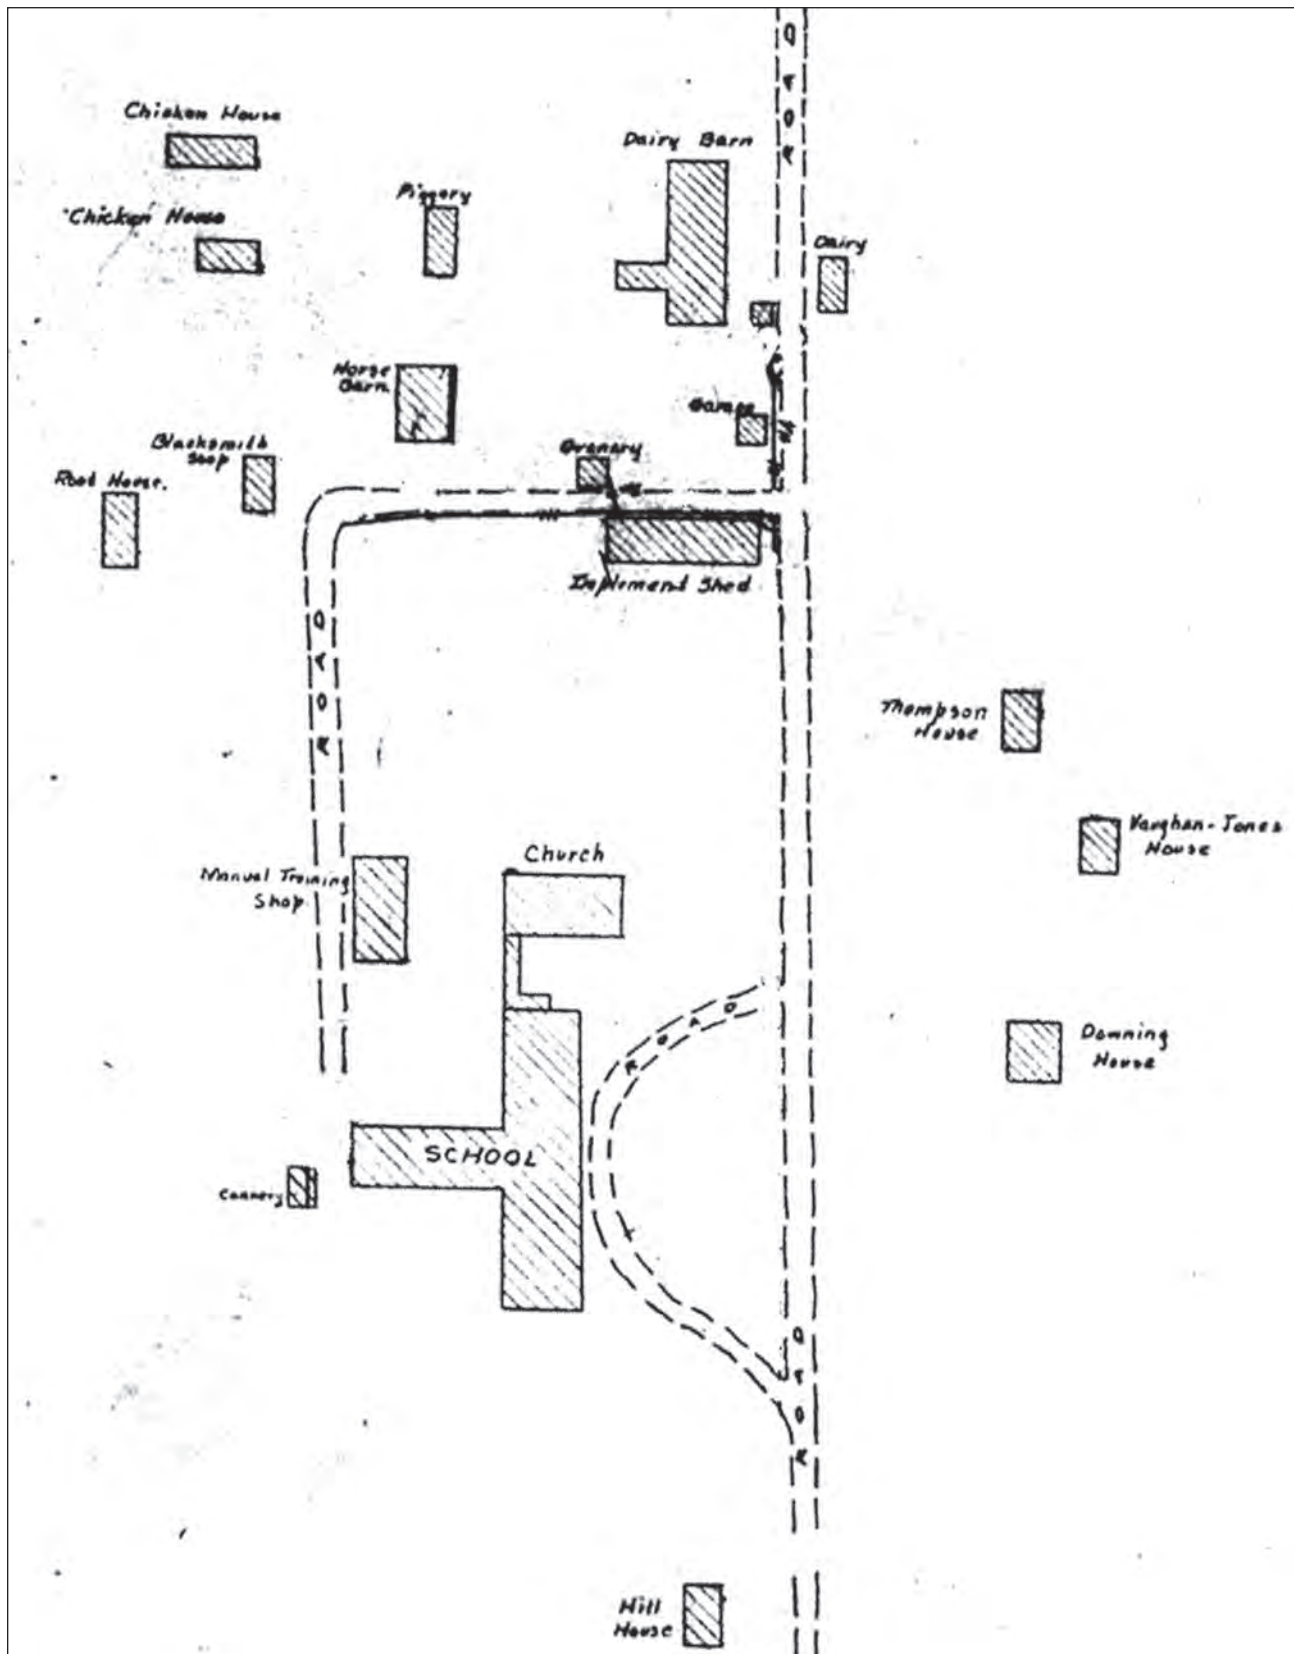 Chicken House
Dairy Barn
ROAD
Piggery
Chicken House
Dairy
Horse
Barn.
Garage
Blacksmith
Shop
Granery
Root House.
Implement Shed
ROAD
Thompson
House
Vaughan-Jones
House
Church
Manual Training
Shop
ROAD
Downing
House
SCHOOL
Cannery
ROAD
Hill
House